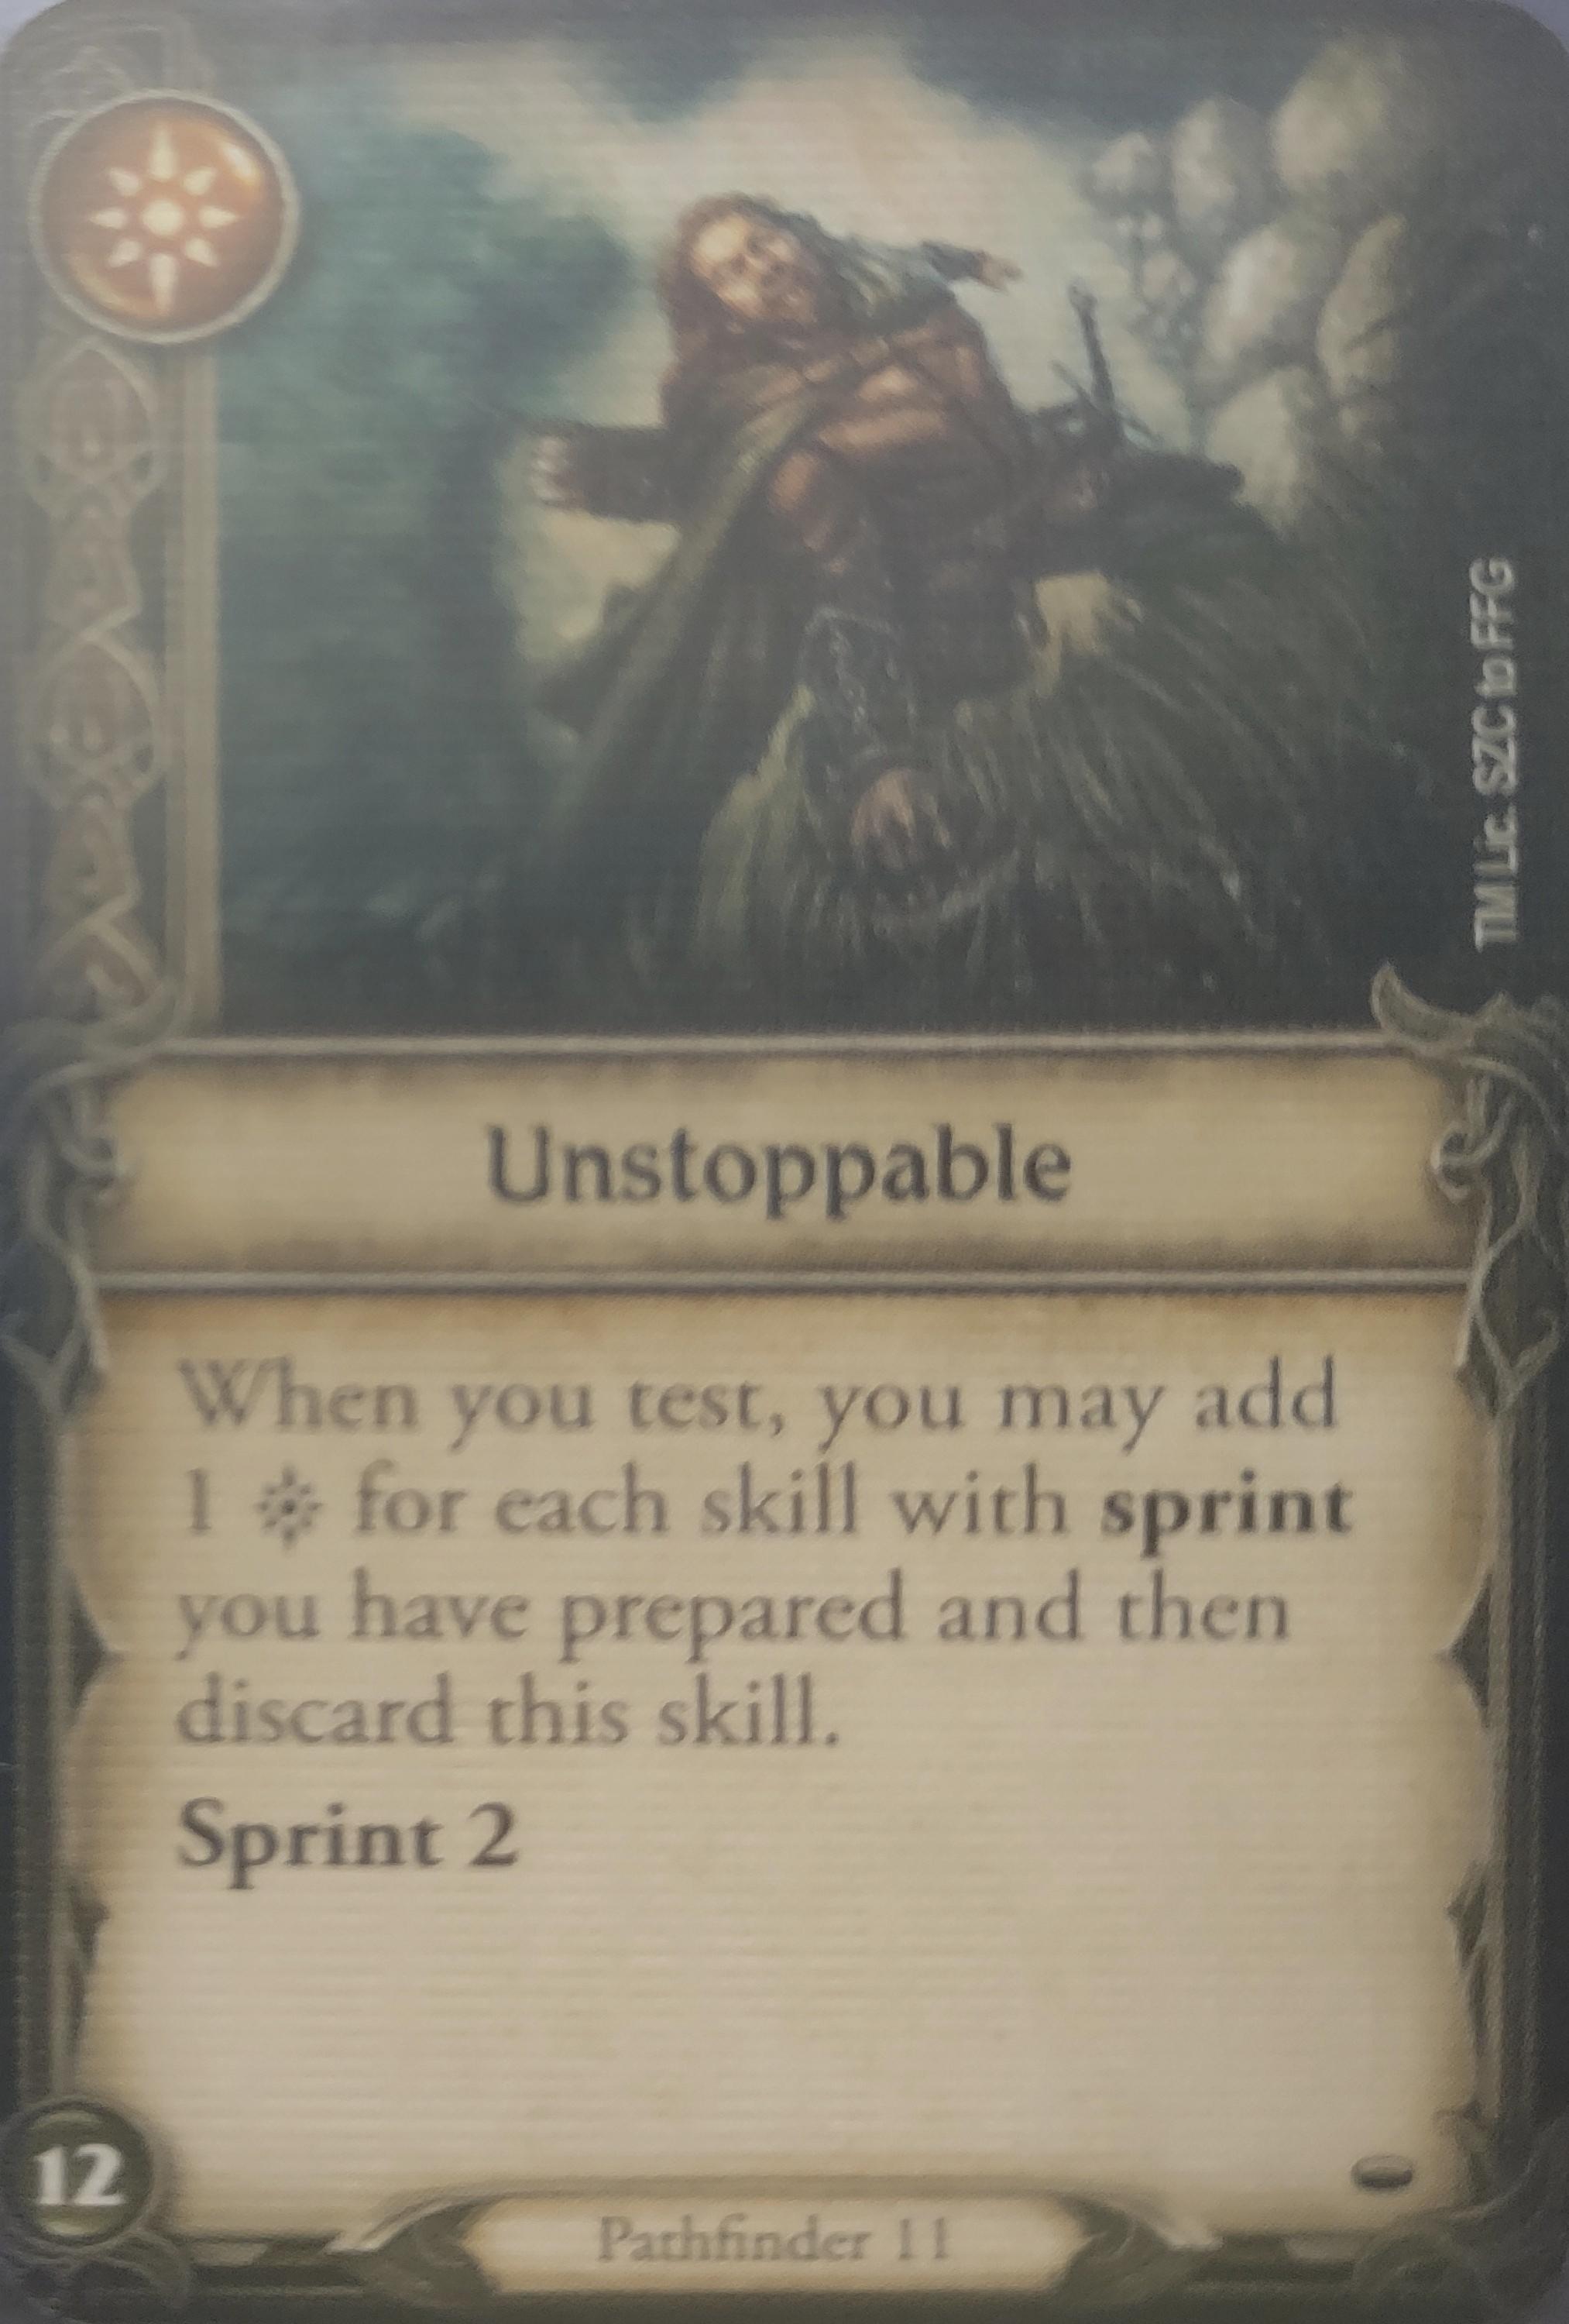 TM Lic. SZC to FFG
Unstoppable
When you test, you may add
1 ☼ for each skill with sprint
you have prepared and then
discard this skill.
Sprint 2
12
Pathfinder 11